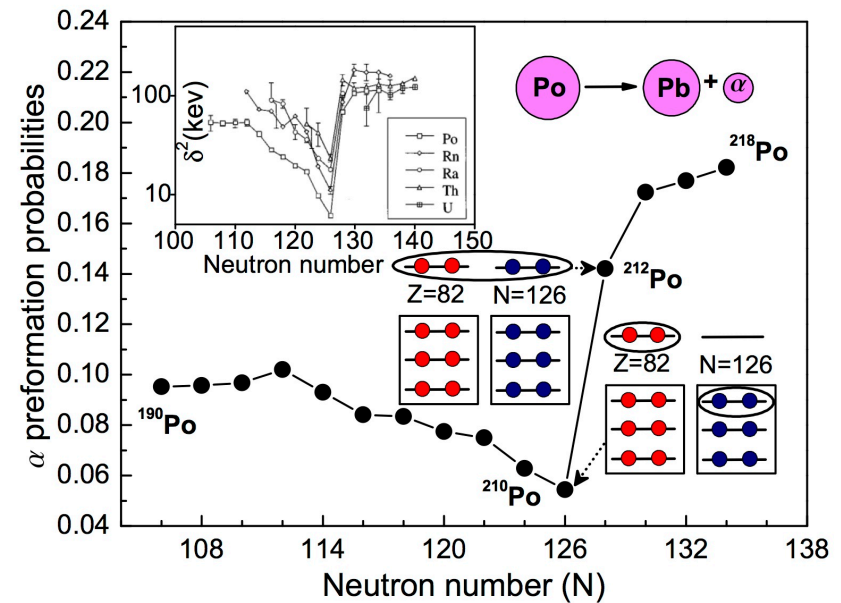 α preformation probabilities
0.24
0.22
0.20
0.18
0.16
0.14
0.12
0.10
0.08
0.06
0.04
108
114
120
126
132
138
Neutron number (N)
δ²(kev)
100
10
100
110
120
130
140
150
Neutron number
Po
Rn
Ra
Th
U
Po
Pb
+
α
²¹⁸Po
²¹²Po
Z=82
N=126
Z=82
N=126
¹⁹⁰Po
²¹⁰Po